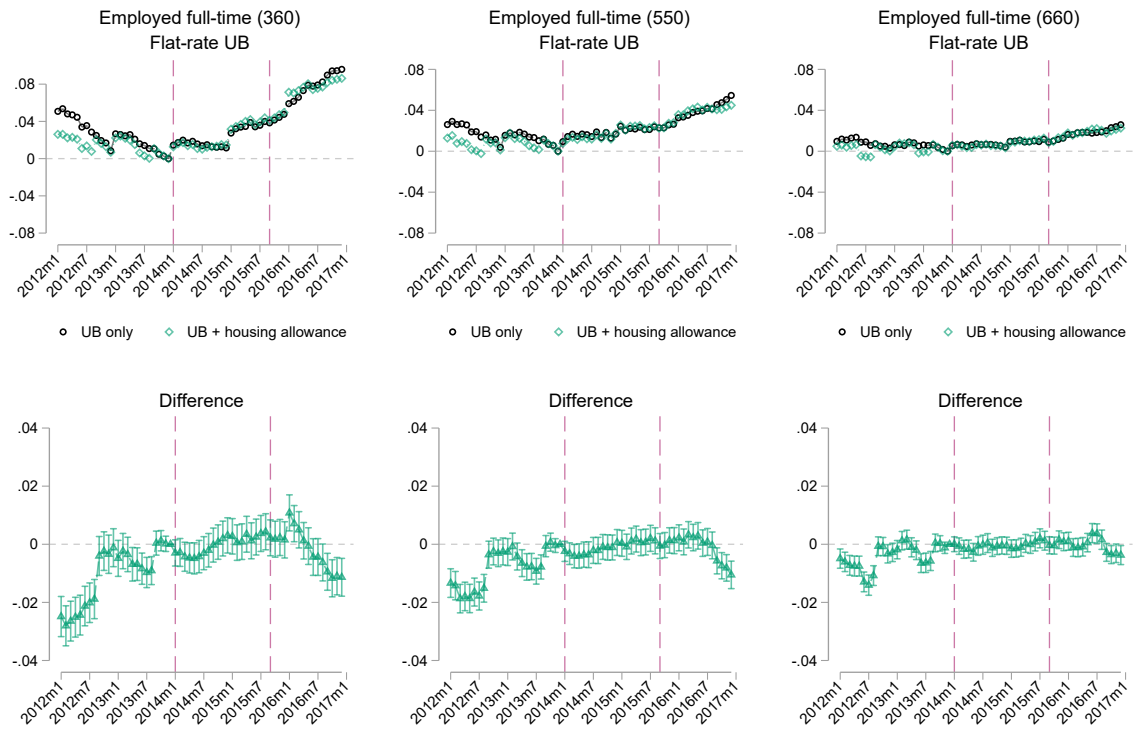 Employed full-time (360)
Flat-rate UB
.08
.04
0
-.04
-.08
2012m1
2012m7
2013m1
2013m7
2014m1
2014m7
2015m1
2015m7
2016m1
2016m7
2017m1
UB only
UB + housing allowance
Employed full-time (550)
Flat-rate UB
.08
.04
0
-.04
-.08
2012m1
2012m7
2013m1
2013m7
2014m1
2014m7
2015m1
2015m7
2016m1
2016m7
2017m1
UB only
UB + housing allowance
Employed full-time (660)
Flat-rate UB
.08
.04
0
-.04
-.08
2012m1
2012m7
2013m1
2013m7
2014m1
2014m7
2015m1
2015m7
2016m1
2016m7
2017m1
UB only
UB + housing allowance
Difference
.04
.02
0
-.02
-.04
2012m1
2012m7
2013m1
2013m7
2014m1
2014m7
2015m1
2015m7
2016m1
2016m7
2017m1
Difference
.04
.02
0
-.02
-.04
2012m1
2012m7
2013m1
2013m7
2014m1
2014m7
2015m1
2015m7
2016m1
2016m7
2017m1
Difference
.04
.02
0
-.02
-.04
2012m1
2012m7
2013m1
2013m7
2014m1
2014m7
2015m1
2015m7
2016m1
2016m7
2017m1